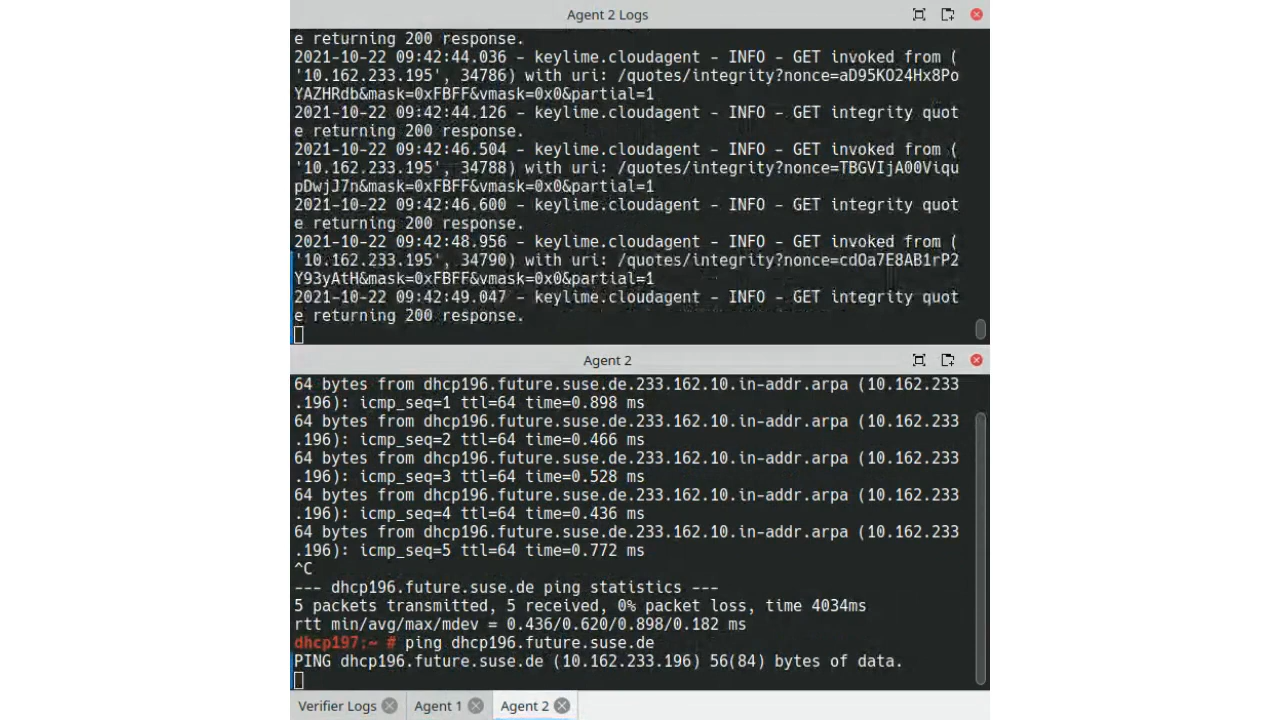 Agent 2 Logs
e returning 200 response.
2021-10-22 09:42:44.036 - keylime.cloudagent - INFO - GET invoked from (
'10.162.233.195', 34786) with uri: /quotes/integrity?nonce=aD95KO24Hx8Po
YAZHRdb&mask=0xFBFF&vmask=0x0&partial=1
2021-10-22 09:42:44.126 - keylime.cloudagent - INFO - GET integrity quot
e returning 200 response.
2021-10-22 09:42:46.504 - keylime.cloudagent - INFO - GET invoked from (
'10.162.233.195', 34788) with uri: /quotes/integrity?nonce=TBGVIjA00Viqu
pDwjJ7n&mask=0xFBFF&vmask=0x0&partial=1
2021-10-22 09:42:46.600 - keylime.cloudagent - INFO - GET integrity quot
e returning 200 response.
2021-10-22 09:42:48.956 - keylime.cloudagent - INFO - GET invoked from (
'10.162.233.195', 34790) with uri: /quotes/integrity?nonce=cdOa7E8AB1rP2
Y93yAtH&mask=0xFBFF&vmask=0x0&partial=1
2021-10-22 09:42:49.047 - keylime.cloudagent - INFO - GET integrity quot
e returning 200 response.
Agent 2
64 bytes from dhcp196.future.suse.de.233.162.10.in-addr.arpa (10.162.233
.196): icmp_seq=1 ttl=64 time=0.898 ms
64 bytes from dhcp196.future.suse.de.233.162.10.in-addr.arpa (10.162.233
.196): icmp_seq=2 ttl=64 time=0.466 ms
64 bytes from dhcp196.future.suse.de.233.162.10.in-addr.arpa (10.162.233
.196): icmp_seq=3 ttl=64 time=0.528 ms
64 bytes from dhcp196.future.suse.de.233.162.10.in-addr.arpa (10.162.233
.196): icmp_seq=4 ttl=64 time=0.436 ms
64 bytes from dhcp196.future.suse.de.233.162.10.in-addr.arpa (10.162.233
.196): icmp_seq=5 ttl=64 time=0.772 ms
^C
--- dhcp196.future.suse.de ping statistics ---
5 packets transmitted, 5 received, 0% packet loss, time 4034ms
rtt min/avg/max/mdev = 0.436/0.620/0.898/0.182 ms
dhcp197:~ # ping dhcp196.future.suse.de
PING dhcp196.future.suse.de (10.162.233.196) 56(84) bytes of data.
Verifier Logs Agent 1 Agent 2